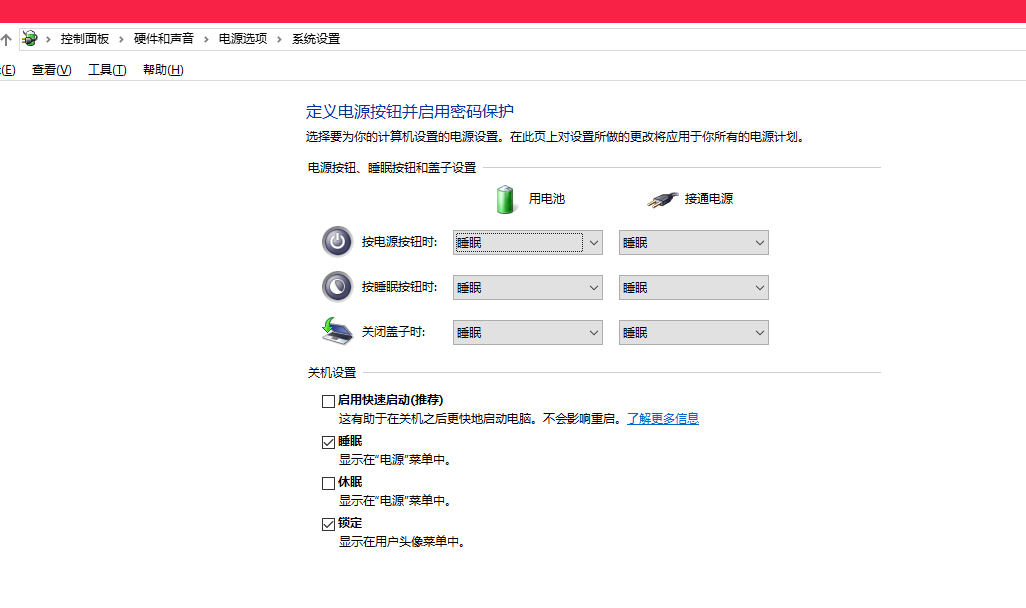 控制面板 › 硬件和声音 › 电源选项 › 系统设置
(E) 查看(V) 工具(T) 帮助(H)
定义电源按钮并启用密码保护
选择要为你的计算机设置的电源设置。在此页上对设置所做的更改将应用于你所有的电源计划。
电源按钮、睡眠按钮和盖子设置
用电池 接通电源
按电源按钮时: 睡眠 睡眠
按睡眠按钮时: 睡眠 睡眠
关闭盖子时: 睡眠 睡眠
关机设置
启用快速启动(推荐)
这有助于在关机之后更快地启动电脑。不会影响重启。了解更多信息
睡眠
显示在"电源"菜单中。
休眠
显示在"电源"菜单中。
锁定
显示在用户头像菜单中。